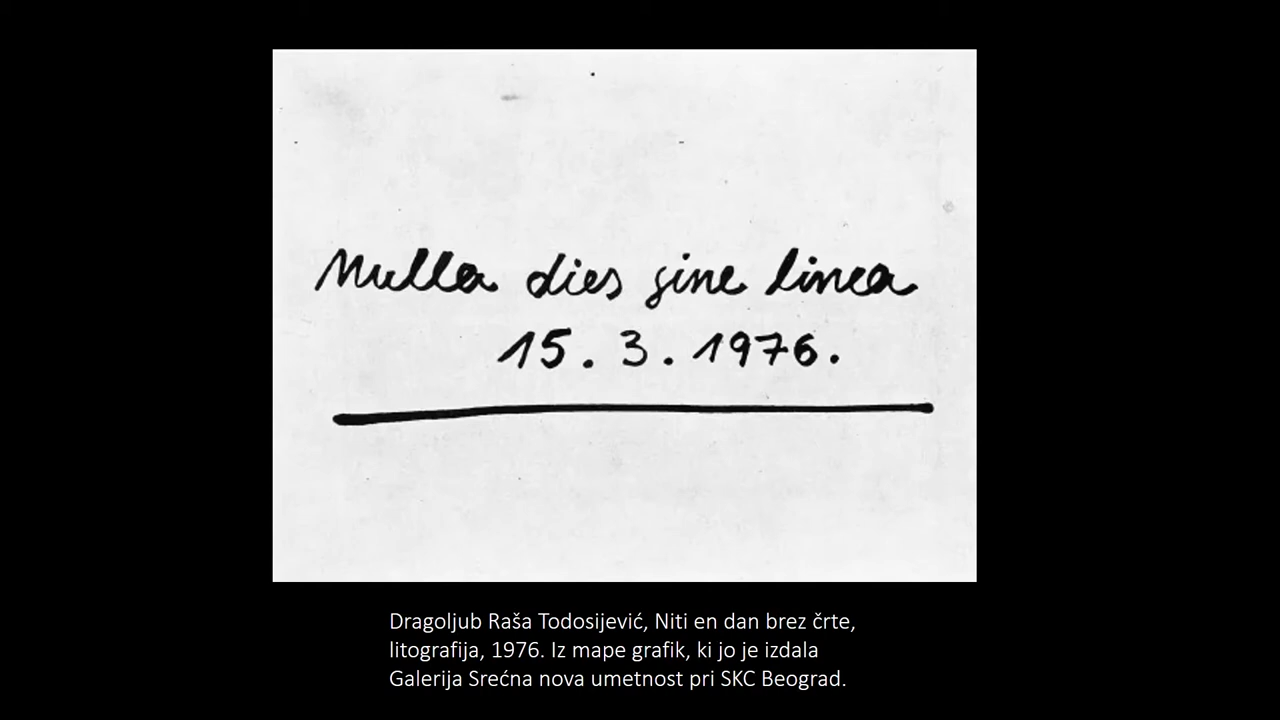 Nulla dies sine linea
15. 3. 1976.
Dragoljub Raša Todosijević, Niti en dan brez črte,
litografija, 1976. Iz mape grafik, ki jo je izdala
Galerija Srećna nova umetnost pri SKC Beograd.